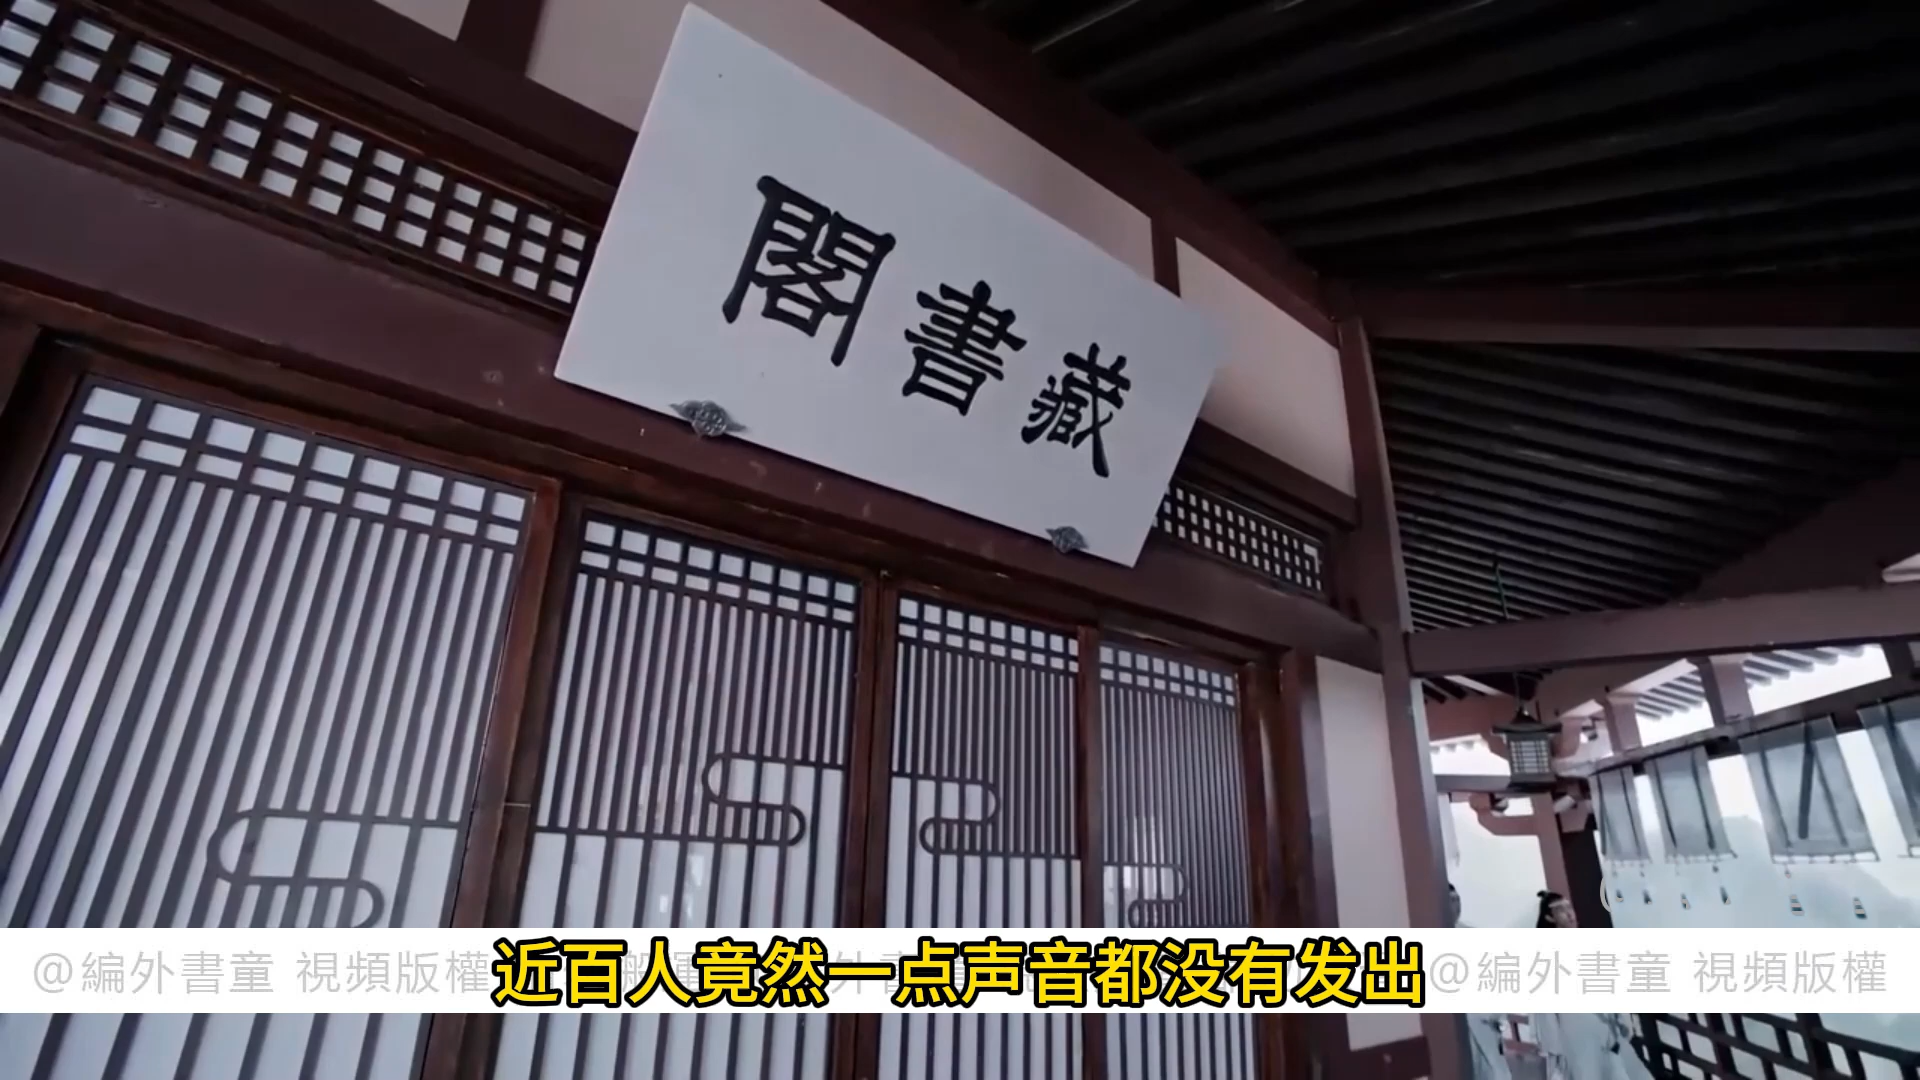 藏書閣
@編外書童 視頻版權
近百人竟然一点声音都没有发出
@編外書童 視頻版權